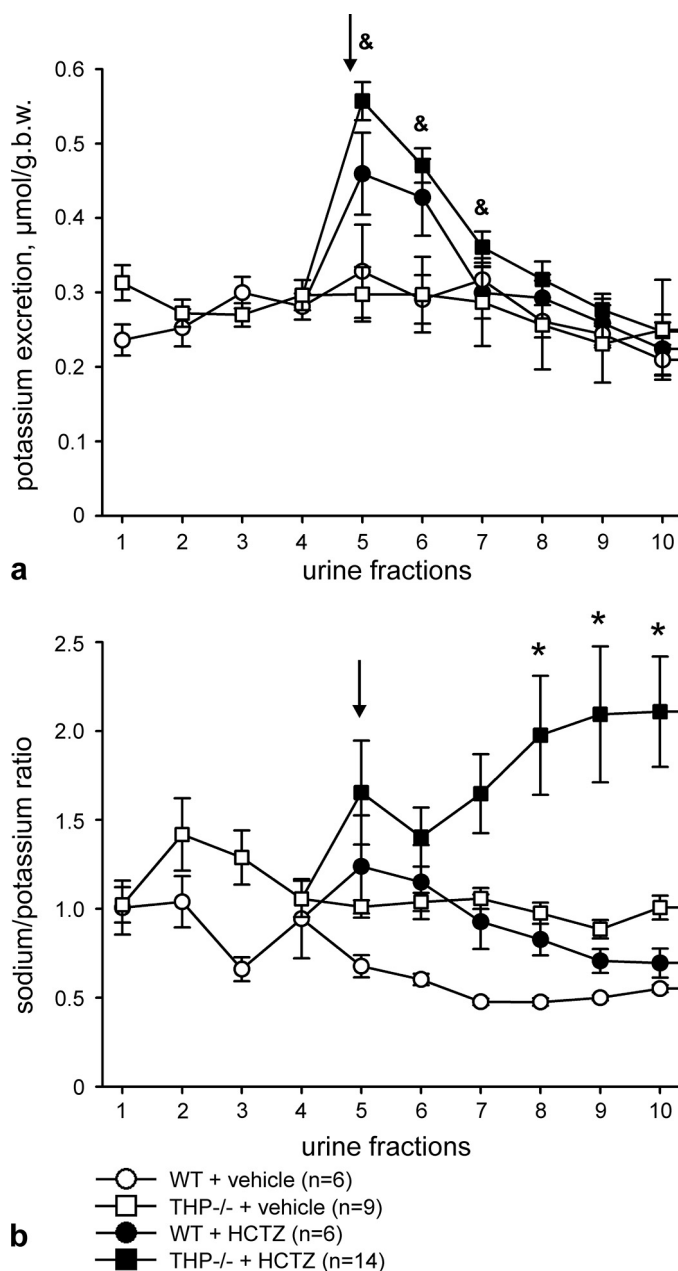 &
0.6
&
0.5
0.4
&
0.3
0.2
0.1
0
potassium excretion, µmol/g.b.w.
1 2 3 4 5 6 7 8 9 10
urine fractions
a
2.5
* * *
2.0
1.5
1.0
0.5
0
sodium/potassium ratio
1 2 3 4 5 6 7 8 9 10
urine fractions
WT + vehicle (n=6)
THP-/- + vehicle (n=9)
WT + HCTZ (n=6)
THP-/- + HCTZ (n=14)
b